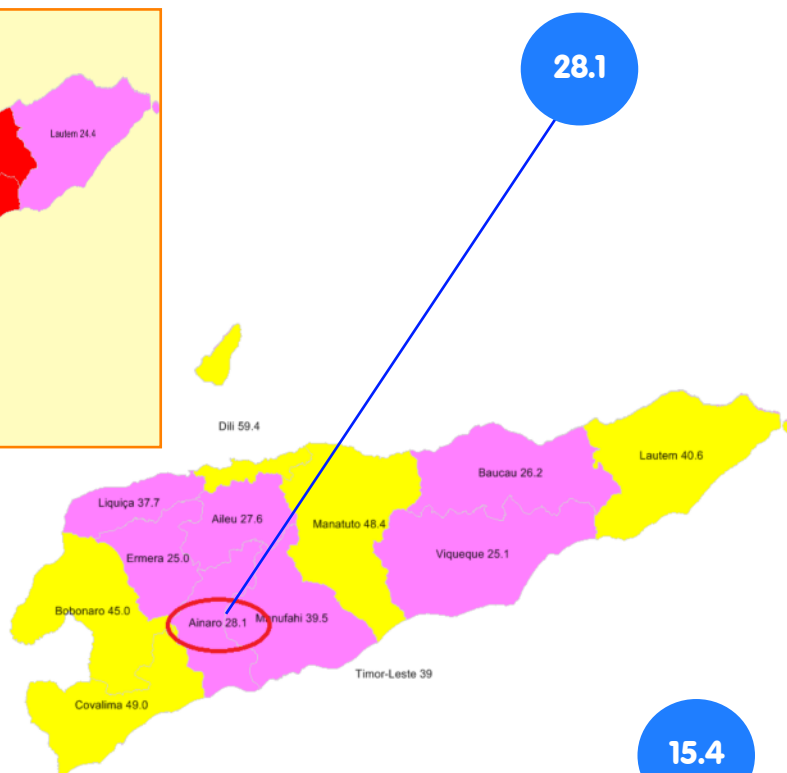 28.1
Lautem 24.4
Dili 59.4
Lautem 40.6
Baucau 26.2
Liquiça 37.7
Aileu 27.6
Manatuto 48.4
Viqueque 25.1
Ermera 25.0
Bobonaro 45.0
Ainaro 28.1
Manufahi 39.5
Timor-Leste 39
Covalima 49.0
15.4